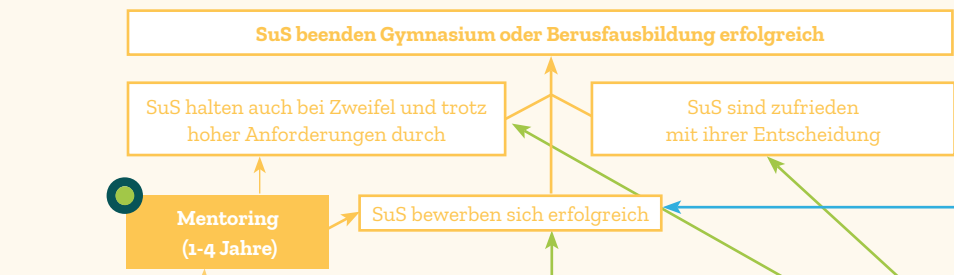 SuS beenden Gymnasium oder Berusfausbildung erfolgreich
SuS halten auch bei Zweifel und trotz
hoher Anforderungen durch
SuS sind zufrieden
mit ihrer Entscheidung
Mentoring
(1-4 Jahre)
SuS bewerben sich erfolgreich